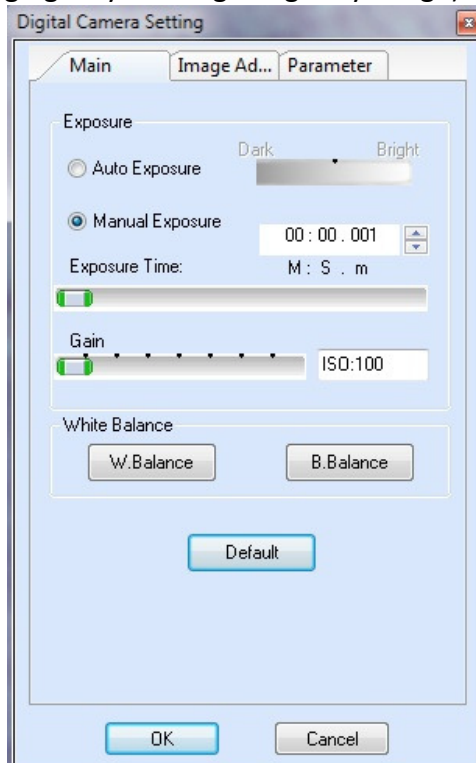 Digital Camera Setting
Main Image Ad... Parameter
Exposure
Dark Bright
Auto Exposure
Manual Exposure
00 : 00 . 001
Exposure Time: M : S . m
Gain
ISO:100
White Balance
W.Balance B.Balance
Default
OK Cancel